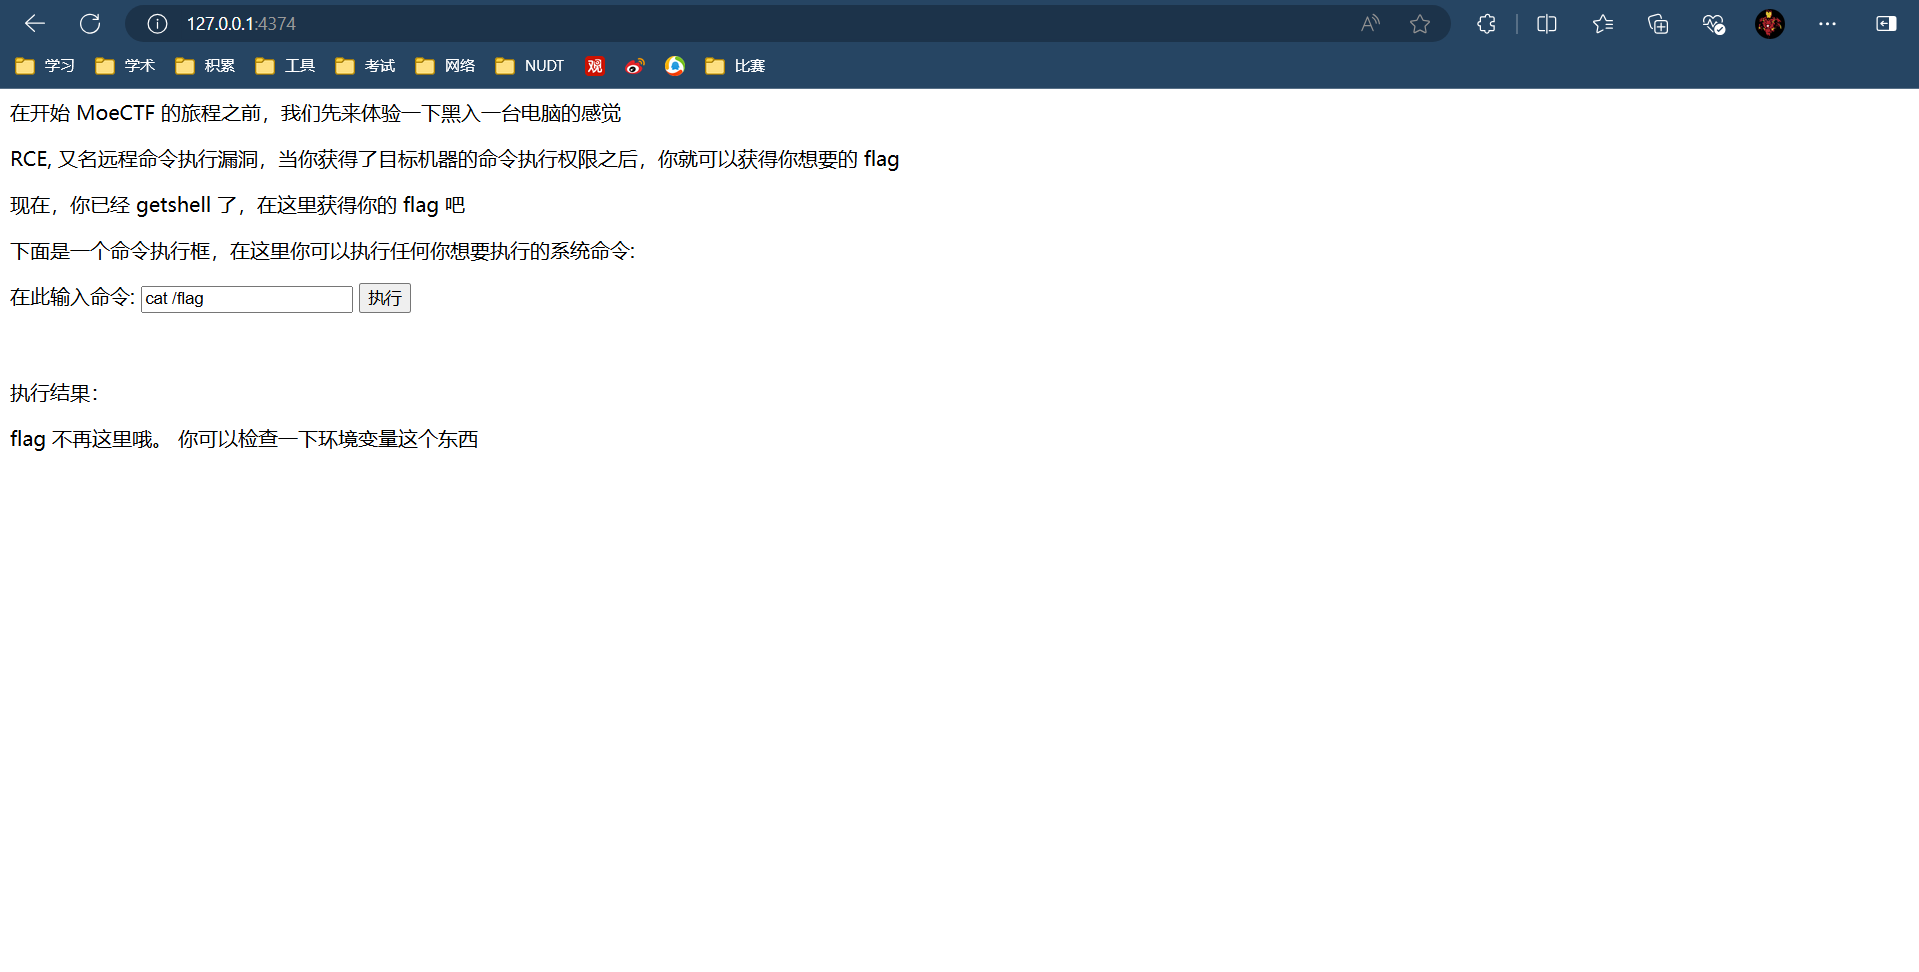 127.0.0.1:4374
学习 学术 积累 工具 考试 网络 NUDT 观 比赛
在开始 MoeCTF 的旅程之前，我们先来体验一下黑入一台电脑的感觉
RCE, 又名远程命令执行漏洞，当你获得了目标机器的命令执行权限之后，你就可以获得你想要的 flag
现在，你已经 getshell 了，在这里获得你的 flag 吧
下面是一个命令执行框，在这里你可以执行任何你想要执行的系统命令:
在此输入命令: cat /flag 执行
执行结果：
flag 不再这里哦。 你可以检查一下环境变量这个东西